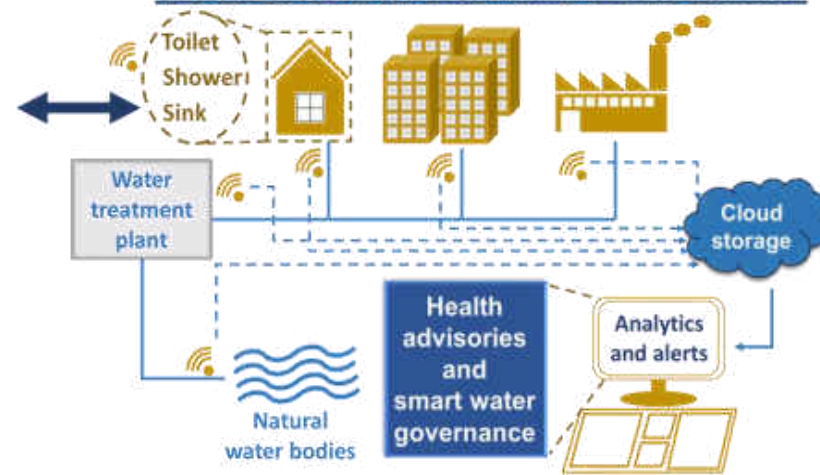 Toilet
Shower
Sink
Water
treatment
plant
Cloud
storage
Health
advisories
and
smart water
governance
Analytics
and alerts
Natural
water bodies